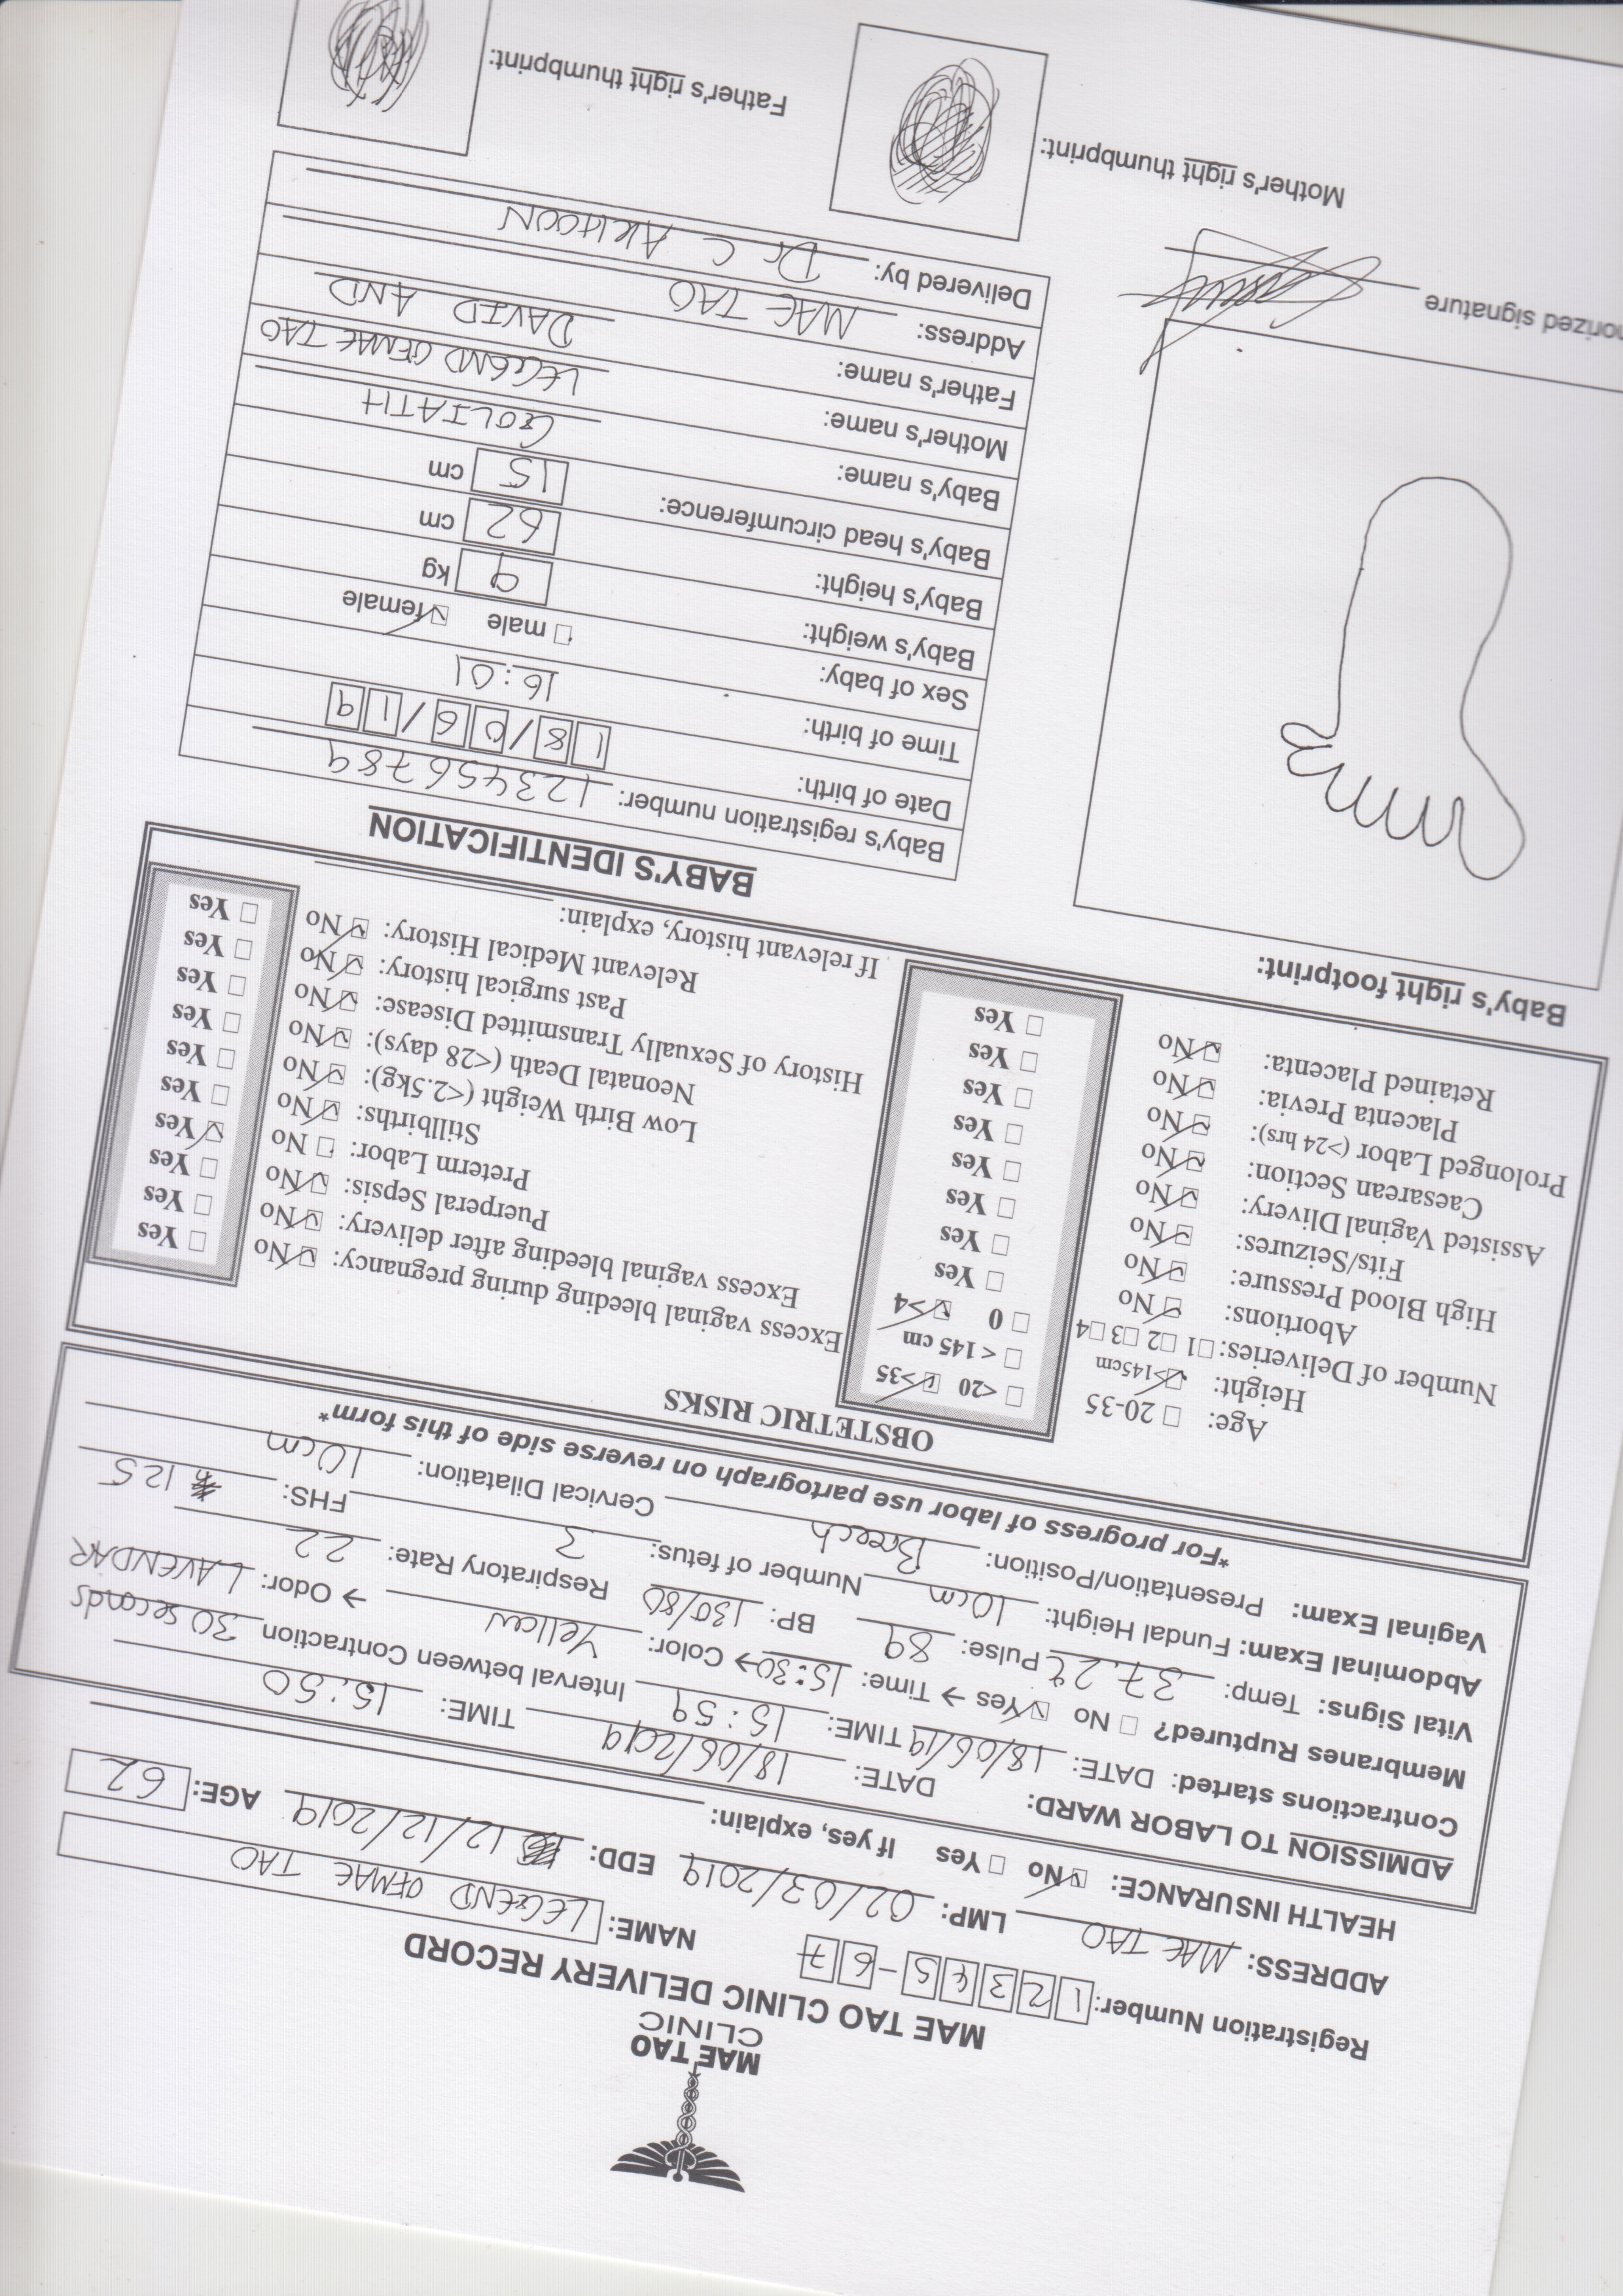 MAE TAO
CLINIC
MAE TAO CLINIC DELIVERY RECORD
Registration Number: 1 2 3 4 5 - 6 7 NAME: LEGEND OFMAE TAO
ADDRESS: MAE TAO LMP: 02/03/2019 EDD: 12/12/2019 AGE: 62
HEALTH INSURANCE: ☑ No ☐ Yes If yes, explain:
ADMISSION TO LABOR WARD: DATE: 18/06/2019 TIME: 15:50
Contractions started: DATE: 18/06/19 TIME: 15:59 Interval between Contraction 30 seconds
Membranes Ruptured? ☐ No ☑ Yes → Time: 15:30 → Color: Yellow → Odor: LAVENDAR
Vital Signs: Temp: 37.2°C Pulse: 89 BP: 130/80 Respiratory Rate: 22
Abdominal Exam: Fundal Height: 10cm Number of fetus: 3 FHS: 125
Vaginal Exam: Presentation/Position: Breech Cervical Dilatation: 10cm
*For progress of labor use partograph on reverse side of this form*
OBSTETRIC RISKS
Age: ☐ 20-35 ☐ <20 ☑ >35
Height: ☑ >145cm ☐ < 145 cm
Number of Deliveries: ☐1 ☐2 ☐3 ☐4 ☐ 0 ☑ >4
Abortions: ☑ No ☐ Yes
High Blood Pressure: ☑ No ☐ Yes
Fits/Seizures: ☑ No ☐ Yes
Assisted Vaginal Dlivery: ☑ No ☐ Yes
Caesarean Section: ☑ No ☐ Yes
Prolonged Labor (>24 hrs): ☑ No ☐ Yes
Placenta Previa: ☑ No ☐ Yes
Retained Placenta: ☑ No ☐ Yes
Excess vaginal bleeding during pregnancy: ☑ No ☐ Yes
Excess vaginal bleeding after delivery: ☑ No ☐ Yes
Puerperal Sepsis: ☑ No ☐ Yes
Preterm Labor: ☐ No ☑ Yes
Stillbirths: ☑ No ☐ Yes
Low Birth Weight (<2.5kg): ☑ No ☐ Yes
Neonatal Death (<28 days): ☑ No ☐ Yes
History of Sexually Transmitted Disease: ☑ No ☐ Yes
Past surgical history: ☑ No ☐ Yes
Relevant Medical History: ☑ No ☐ Yes
If relevant history, explain:
Baby's right footprint:
BABY'S IDENTIFICATION
Baby's registration number: 123456789
Date of birth: 18/06/19
Time of birth: 16:01
Sex of baby: ☐ male ☑ female
Baby's weight: 9 kg
Baby's height: 62 cm
Baby's head circumference: 15 cm
Baby's name: GOLIATH
Mother's name: LEGEND OFMAE TAO
Father's name: DAVID AND
Address: MAE TAO
Delivered by: Dr C ARHOON
signature
Mother's right thumbprint:
Father's right thumbprint: